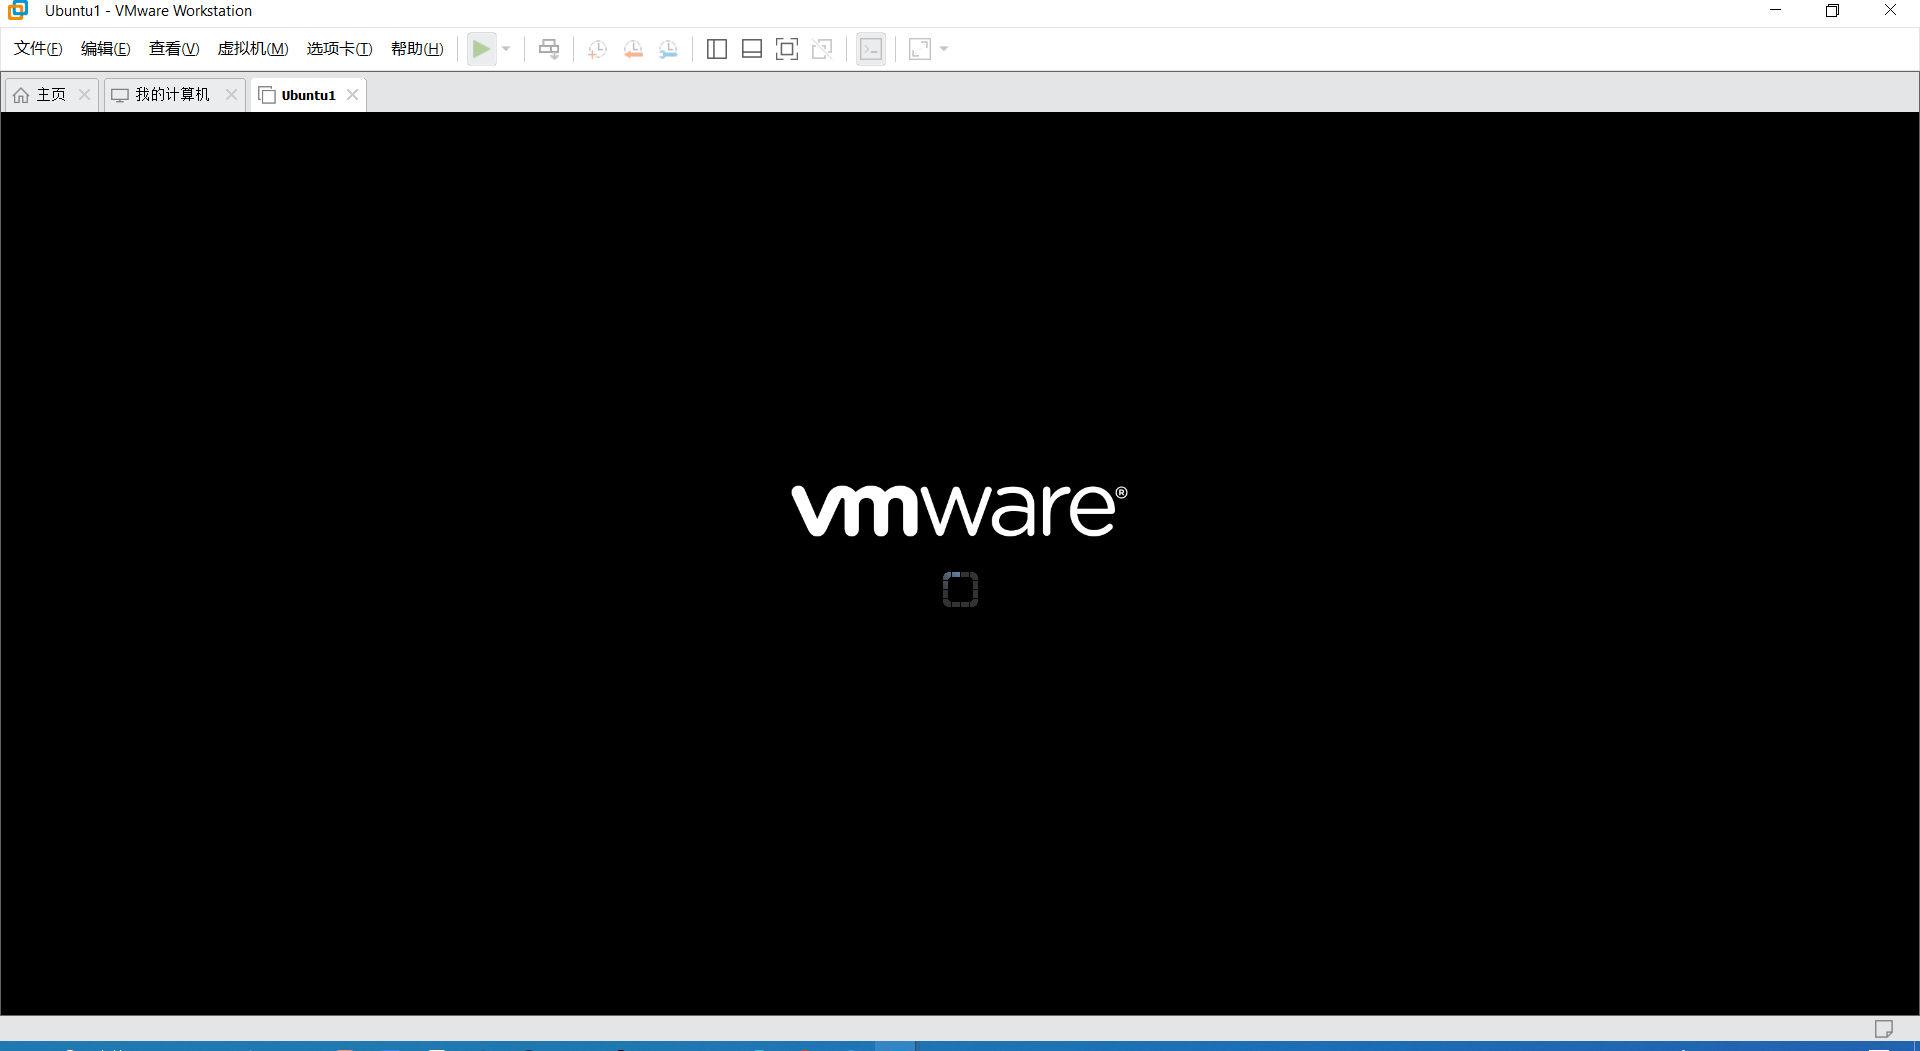 Ubuntu1 - VMware Workstation
文件(F) 编辑(E) 查看(V) 虚拟机(M) 选项卡(T) 帮助(H)
主页 我的计算机 Ubuntu1
vmware®